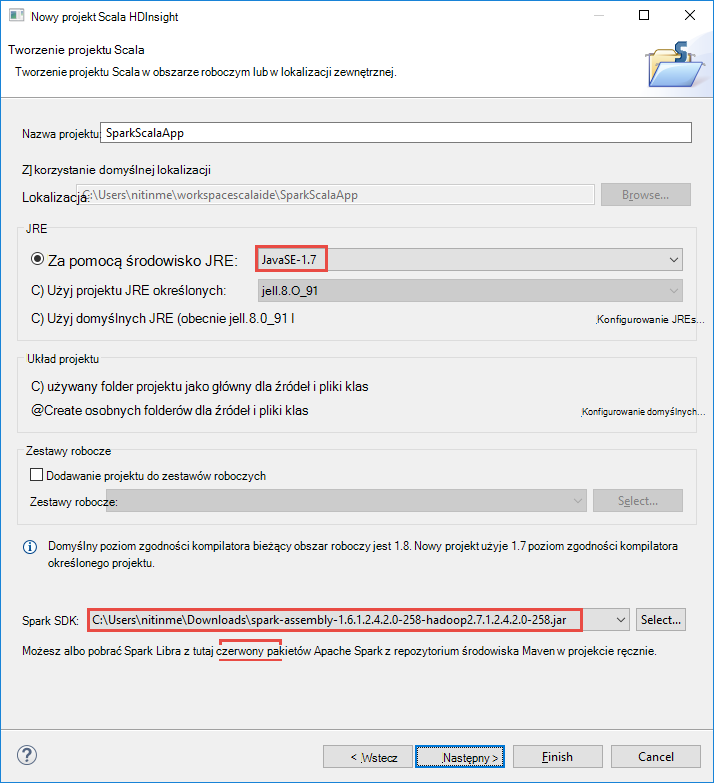 Nowy projekt Scala HDInsight
Tworzenie projektu Scala
Tworzenie projektu Scala w obszarze roboczym lub w lokalizacji zewnętrznej.
Nazwa projektu: SparkScalaApp
Z] korzystanie domyślnej lokalizacji
Lokalizacja: C:\Users\nitinme\workspacescalaide\SparkScalaApp Browse...
JRE
Za pomocą środowisko JRE: JavaSE-1.7
C) Użyj projektu JRE określonych: jell.8.O_91
C) Użyj domyślnych JRE (obecnie jell.8.0_91 l Konfigurowanie JREs...
Układ projektu
C) używany folder projektu jako główny dla źródeł i pliki klas
@Create osobnych folderów dla źródeł i pliki klas Konfigurowanie domyślnych...
Zestawy robocze
Dodawanie projektu do zestawów roboczych
Zestawy robocze: Select...
Domyślny poziom zgodności kompilatora bieżący obszar roboczy jest 1.8. Nowy projekt użyje 1.7 poziom zgodności kompilatora
określonego projektu.
Spark SDK: C:\Users\nitinme\Downloads\spark-assembly-1.6.1.2.4.2.0-258-hadoop2.7.1.2.4.2.0-258.jar Select...
Możesz albo pobrać Spark Libra z tutaj czerwony pakietów Apache Spark z repozytorium środowiska Maven w projekcie ręcznie.
? < Wstecz Następny > Finish Cancel